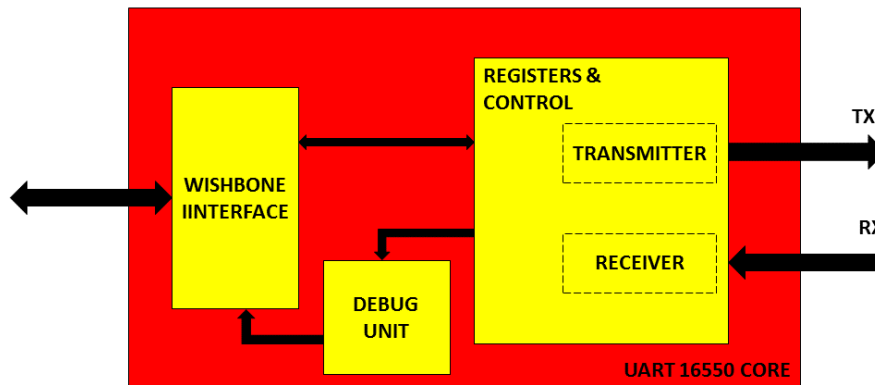 REGISTERS &
CONTROL
TX
TRANSMITTER
WISHBONE
IINTERFACE
RX
RECEIVER
DEBUG
UNIT
UART 16550 CORE